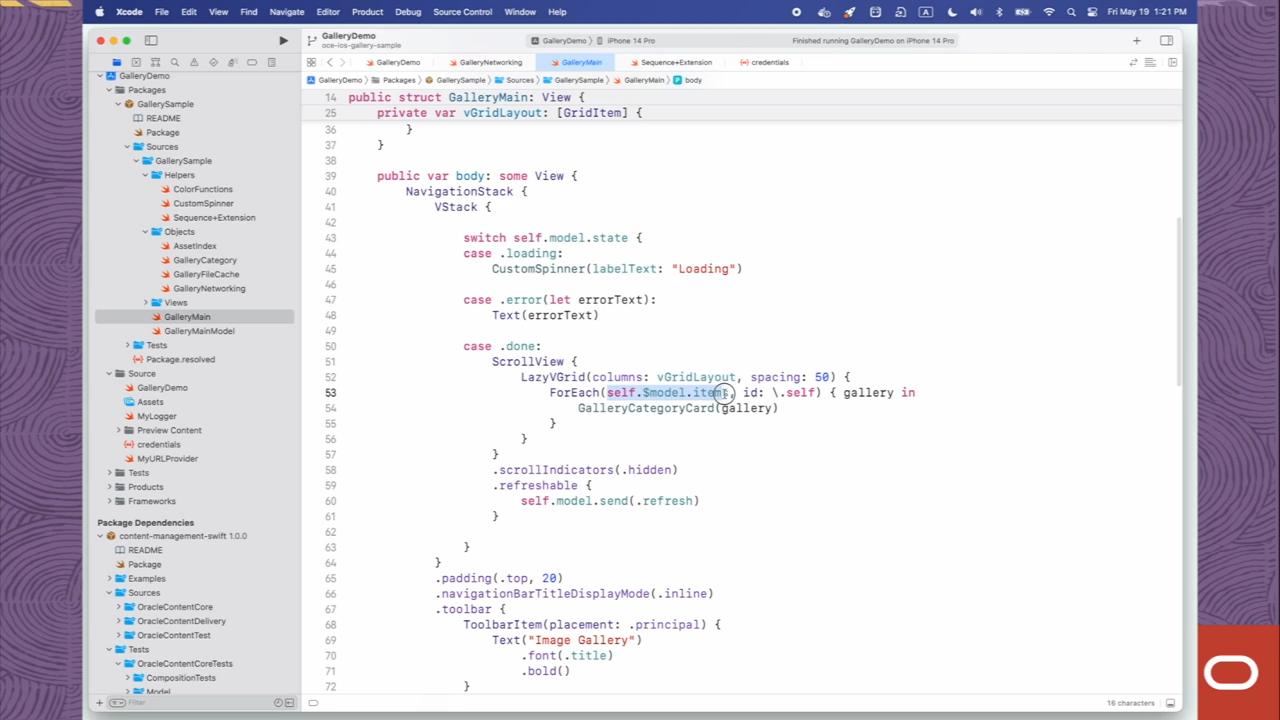 Xcode File Edit View Find Navigate Editor Product Debug Source Control Window Help Fri May 19 1:21 PM
GalleryDemo
oce-ios-gallery-sample
GalleryDemo iPhone 14 Pro
Finished running GalleryDemo on iPhone 14 Pro
GalleryDemo GalleryNetworking GalleryMain Sequence+Extension credentials
GalleryDemo Packages GallerySample Sources GallerySample GalleryMain body
GalleryDemo
Packages
GallerySample
README
Package
Sources
GallerySample
Helpers
ColorFunctions
CustomSpinner
Sequence+Extension
Objects
AssetIndex
GalleryCategory
GalleryFileCache
GalleryNetworking
Views
GalleryMain
GalleryMainModel
Tests
Package.resolved
Source
GalleryDemo
Assets
MyLogger
Preview Content
credentials
MyURLProvider
Tests
Products
Frameworks
Package Dependencies
content-management-swift 1.0.0
README
Package
Examples
Sources
OracleContentCore
OracleContentDelivery
OracleContentTest
Tests
OracleContentCoreTests
CompositionTests
Model
Filter
14 public struct GalleryMain: View {
25 private var vGridLayout: [GridItem] {
36 }
37 }
38
39 public var body: some View {
40 NavigationStack {
41 VStack {
42
43 switch self.model.state {
44 case .loading:
45 CustomSpinner(labelText: "Loading")
46
47 case .error(let errorText):
48 Text(errorText)
49
50 case .done:
51 ScrollView {
52 LazyVGrid(columns: vGridLayout, spacing: 50) {
53 ForEach(self.$model.items, id: \.self) { gallery in
54 GalleryCategoryCard(gallery)
55 }
56 }
57 }
58 .scrollIndicators(.hidden)
59 .refreshable {
60 self.model.send(.refresh)
61 }
62
63 }
64 }
65 .padding(.top, 20)
66 .navigationBarTitleDisplayMode(.inline)
67 .toolbar {
68 ToolbarItem(placement: .principal) {
69 Text("Image Gallery")
70 .font(.title)
71 .bold()
72 }
16 characters